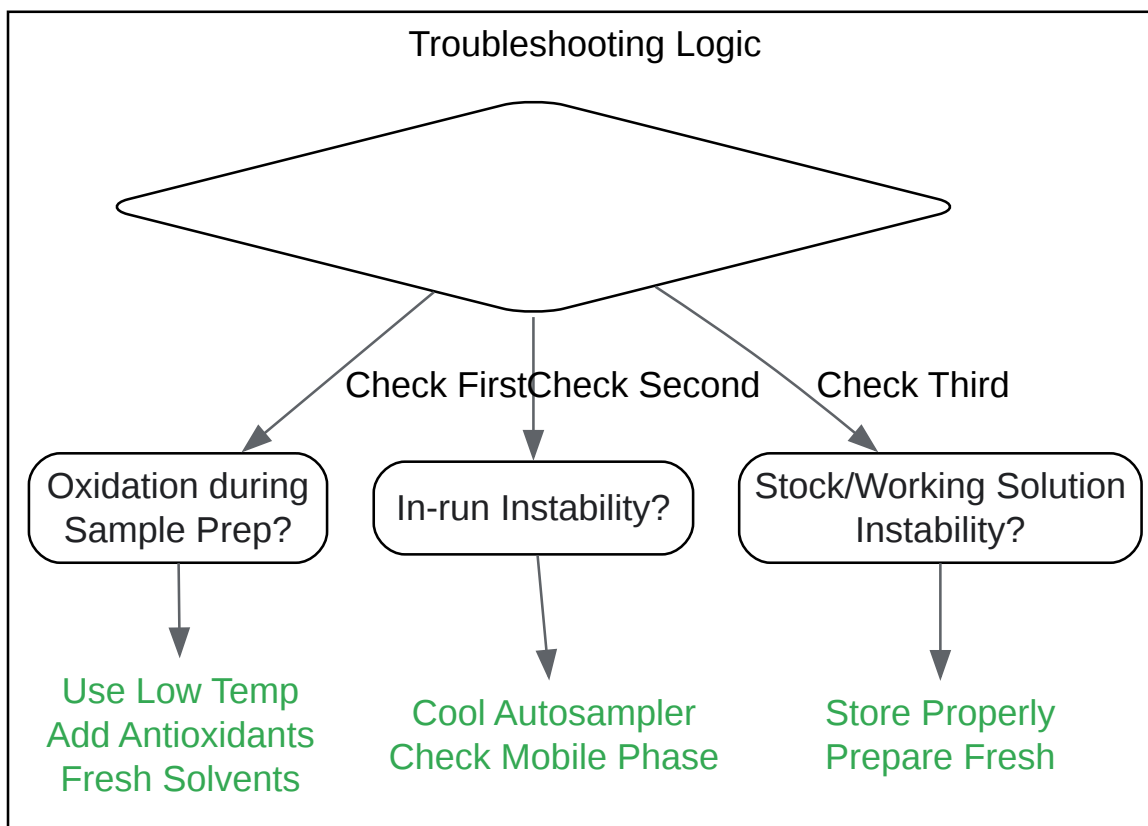 Troubleshooting Logic
Check First
Check Second
Check Third
Oxidation during
Sample Prep?
In-run Instability?
Stock/Working Solution
Instability?
Use Low Temp
Add Antioxidants
Fresh Solvents
Cool Autosampler
Check Mobile Phase
Store Properly
Prepare Fresh